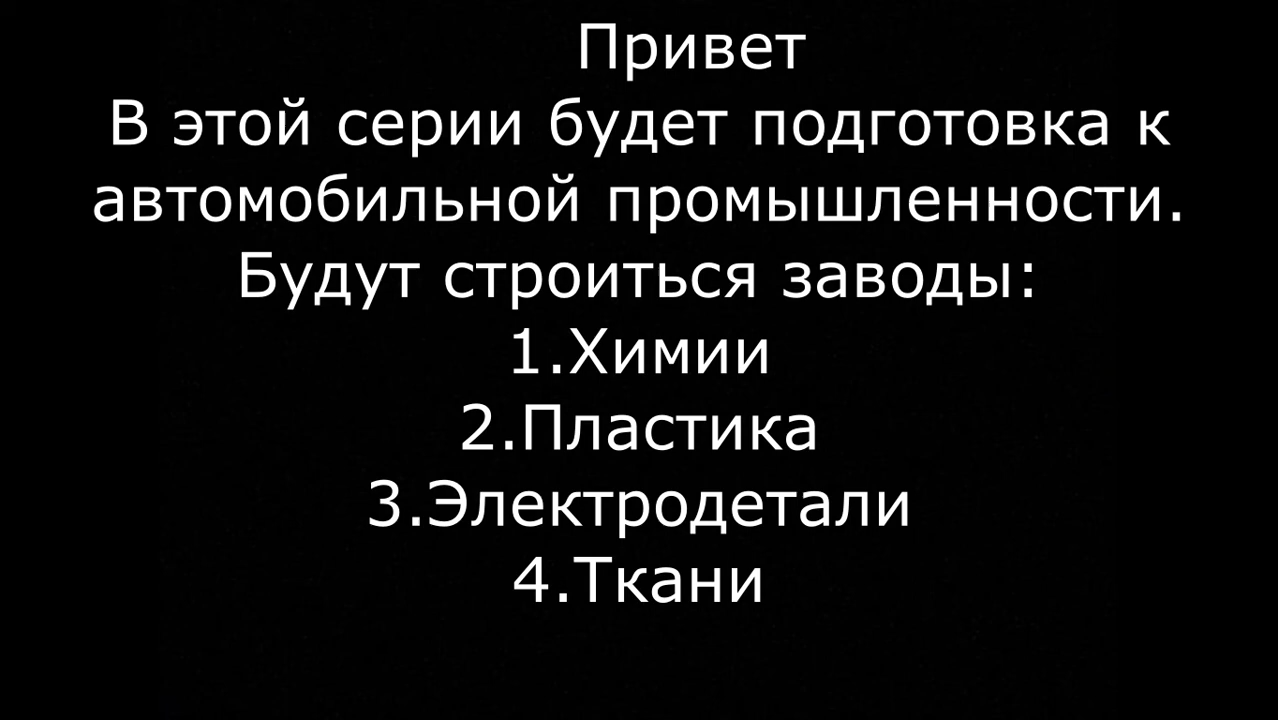 Привет
В этой серии будет подготовка к
автомобильной промышленности.
Будут строиться заводы:
1.Химии
2.Пластика
3.Электродетали
4.Ткани